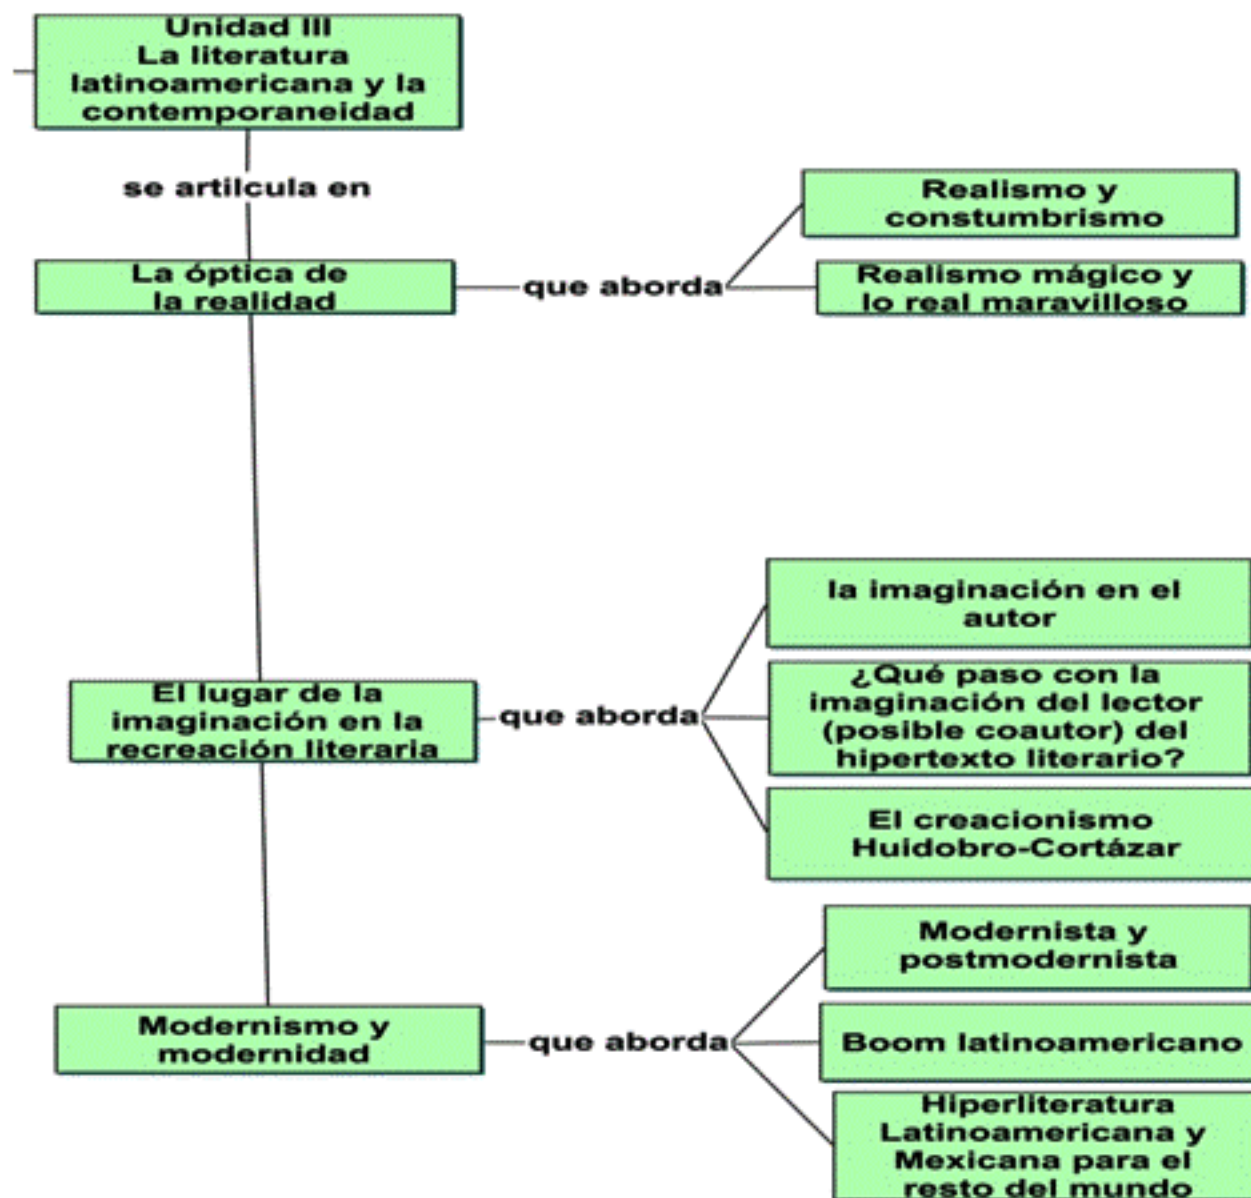 Unidad III
La literatura
latinoamericana y la
contemporaneidad
se artilcula en
La óptica de
la realidad
que aborda
Realismo y
constumbrismo
Realismo mágico y
lo real maravilloso
El lugar de la
imaginación en la
recreación literaria
que aborda
la imaginación en el
autor
¿Qué paso con la
imaginación del lector
(posible coautor) del
hipertexto literario?
El creacionismo
Huidobro-Cortázar
Modernismo y
modernidad
que aborda
Modernista y
postmodernista
Boom latinoamericano
Hiperliteratura
Latinoamericana y
Mexicana para el
resto del mundo